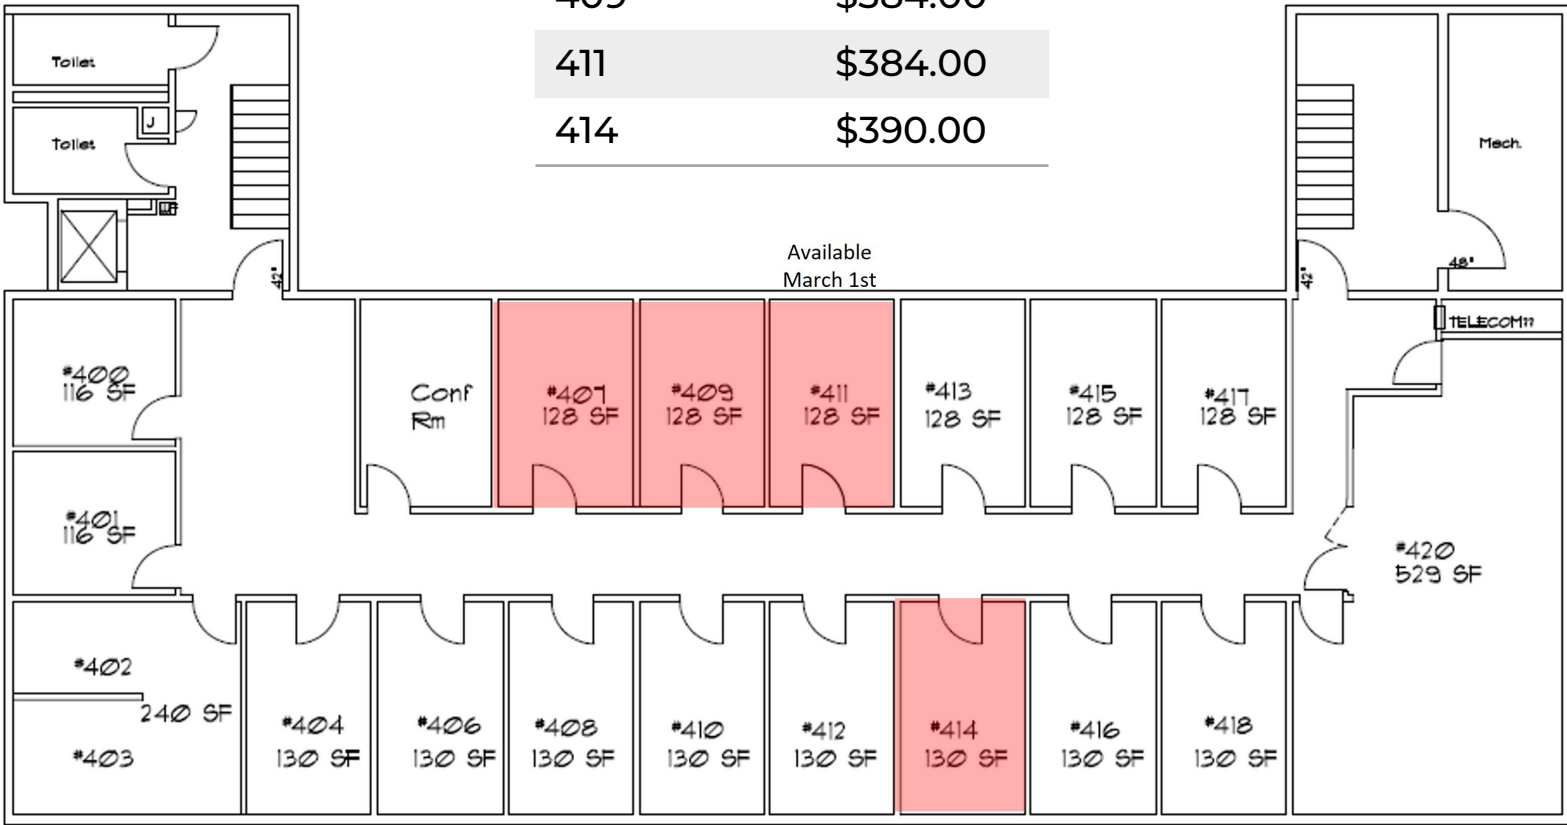 409 $384.00
411 $384.00
414 $390.00
Toilet
J
Toilet
Mech.
Available
March 1st
42"
42"
48"
TELECOM??
#400
116 SF
Conf
Rm
#407
128 SF
#409
128 SF
#411
128 SF
#413
128 SF
#415
128 SF
#417
128 SF
#401
116 SF
#420
529 SF
#402
240 SF
#403
#404
130 SF
#406
130 SF
#408
130 SF
#410
130 SF
#412
130 SF
#414
130 SF
#416
130 SF
#418
130 SF